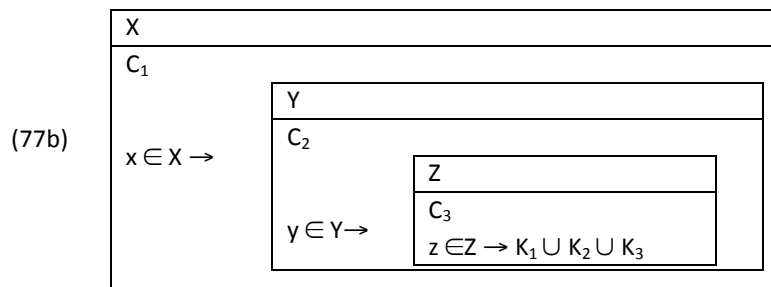 X
C₁
Y
(77b)
C₂
x ∈ X →
Z
C₃
y ∈ Y→
z ∈Z → K₁ ∪ K₂ ∪ K₃